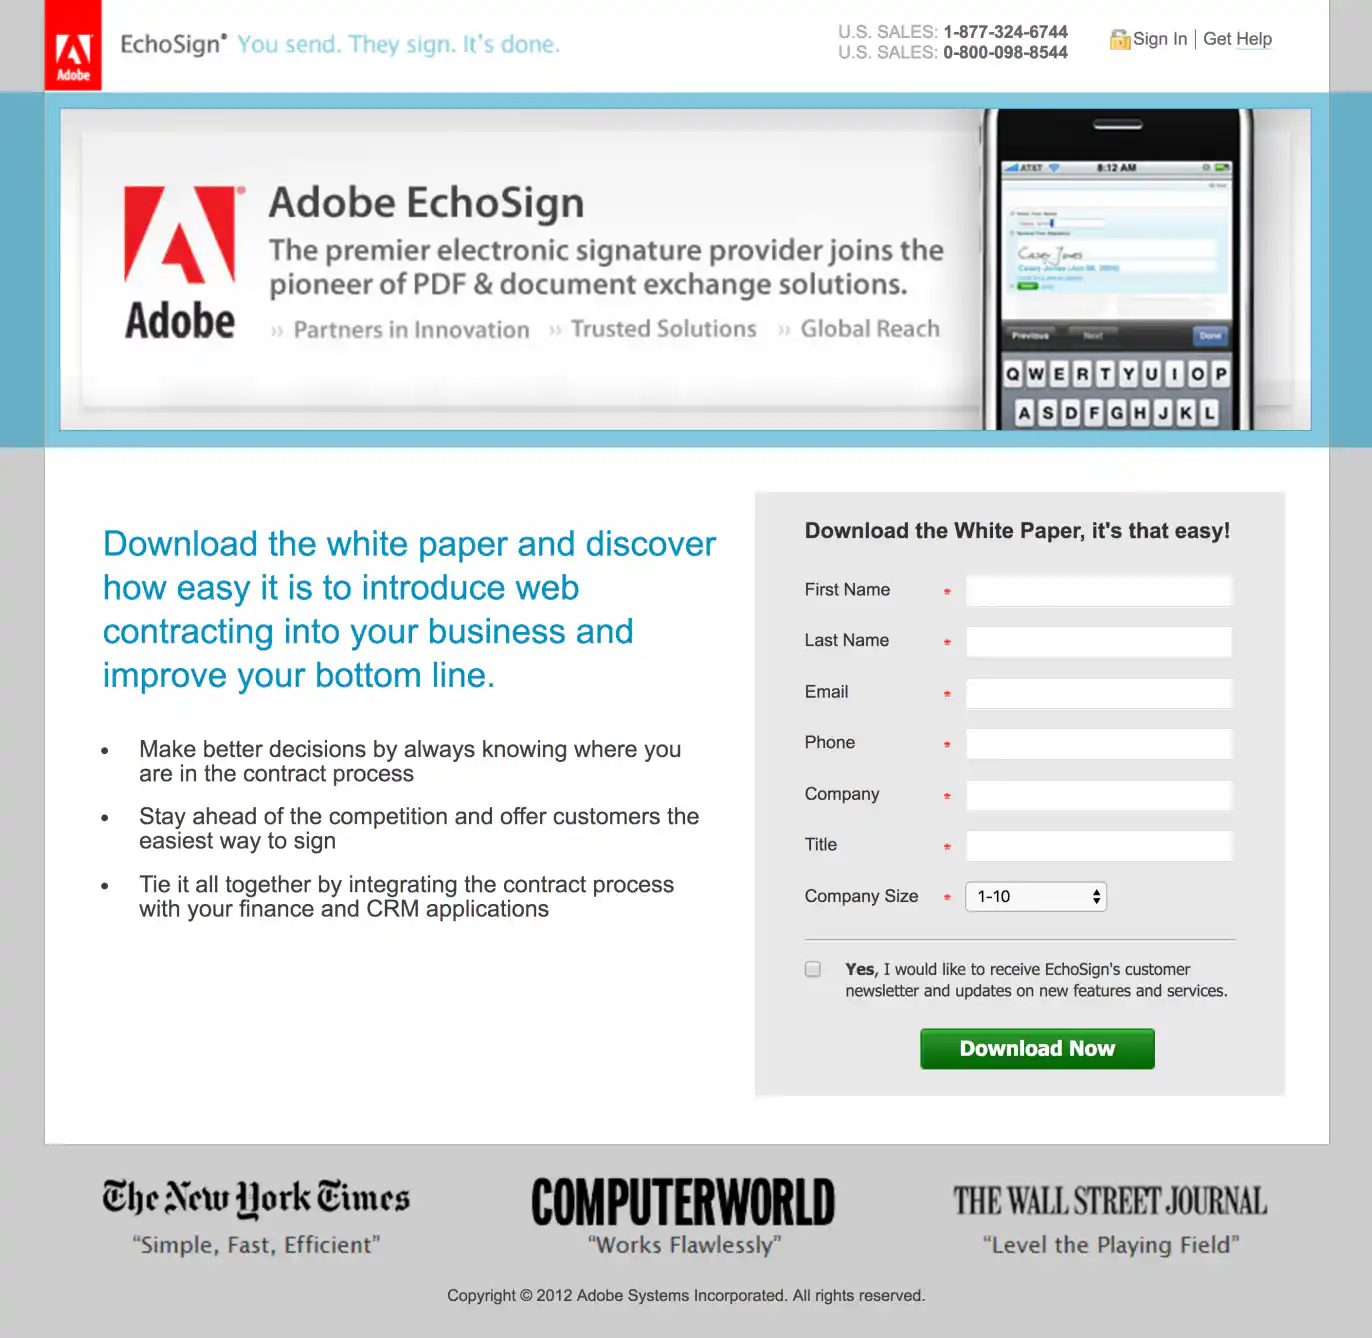 Adobe
EchoSign® You send. They sign. It's done.
U.S. SALES: 1-877-324-6744
U.S. SALES: 0-800-098-8544
Sign In | Get Help
Adobe
Adobe EchoSign
The premier electronic signature provider joins the
pioneer of PDF & document exchange solutions.
›› Partners in Innovation ›› Trusted Solutions ›› Global Reach
AT&T 8:12 AM
Casey Jones
Casey Jones
Previous Next Done
Q W E R T Y U I O P
A S D F G H J K L
Download the white paper and discover
how easy it is to introduce web
contracting into your business and
improve your bottom line.
• Make better decisions by always knowing where you
are in the contract process
• Stay ahead of the competition and offer customers the
easiest way to sign
• Tie it all together by integrating the contract process
with your finance and CRM applications
Download the White Paper, it's that easy!
First Name *
Last Name *
Email *
Phone *
Company *
Title *
Company Size * 1-10
Yes, I would like to receive EchoSign's customer
newsletter and updates on new features and services.
Download Now
The New York Times
“Simple, Fast, Efficient”
COMPUTERWORLD
“Works Flawlessly”
THE WALL STREET JOURNAL
“Level the Playing Field”
Copyright © 2012 Adobe Systems Incorporated. All rights reserved.